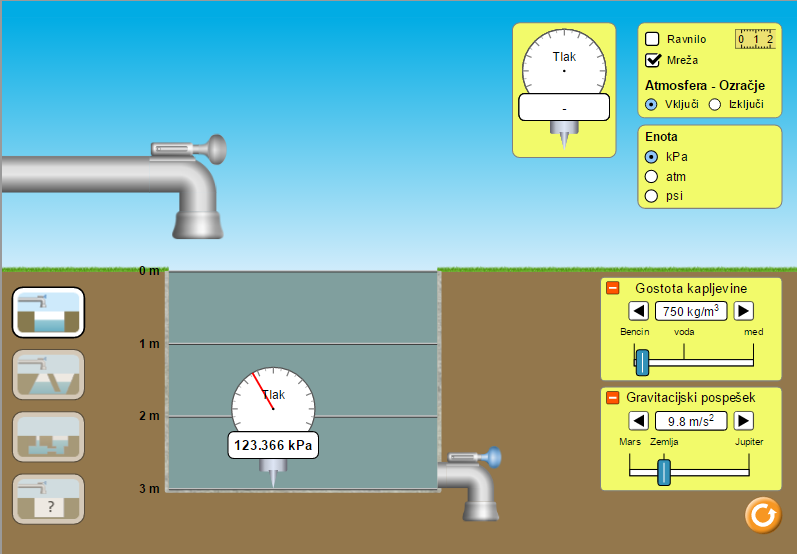 Tlak
-
Ravnilo
0 1 2
Mreža
Atmosfera - Ozračje
Vključi Izključi
Enota
kPa
atm
psi
0 m
1 m
2 m
3 m
Tlak
123.366 kPa
?
Gostota kapljevine
750 kg/m³
Bencin voda med
Gravitacijski pospešek
9.8 m/s²
Mars Zemlja Jupiter